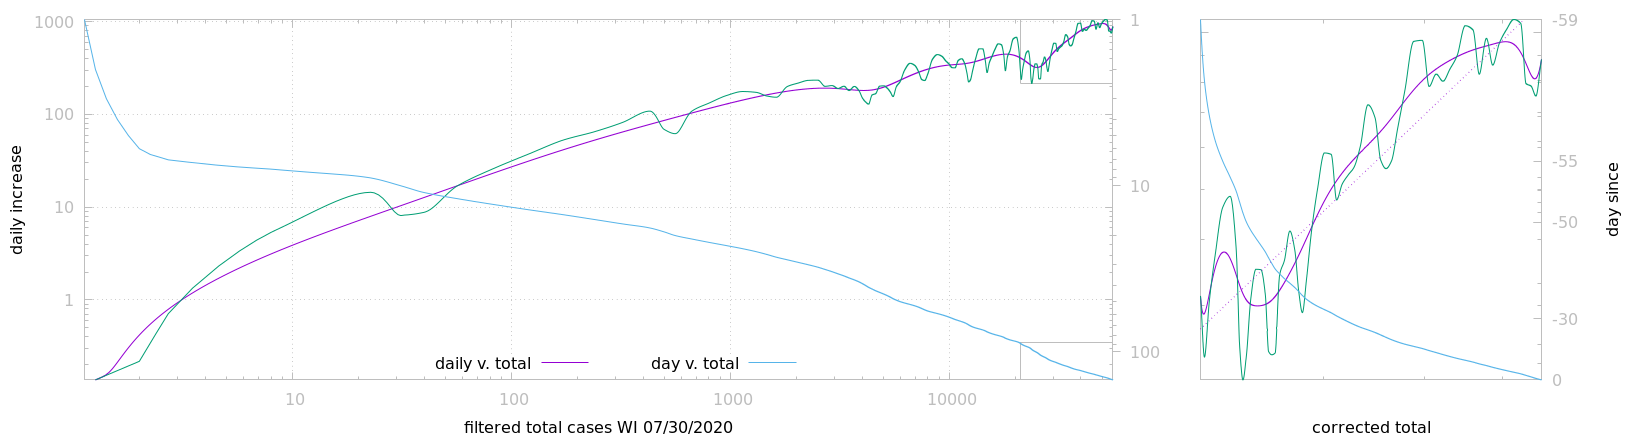 1000
100
10
1
daily increase
10
100
1000
10000
filtered total cases WI 07/30/2020
daily v. total
day v. total
1
10
100
-59
-55
-50
-30
0
day since
corrected total